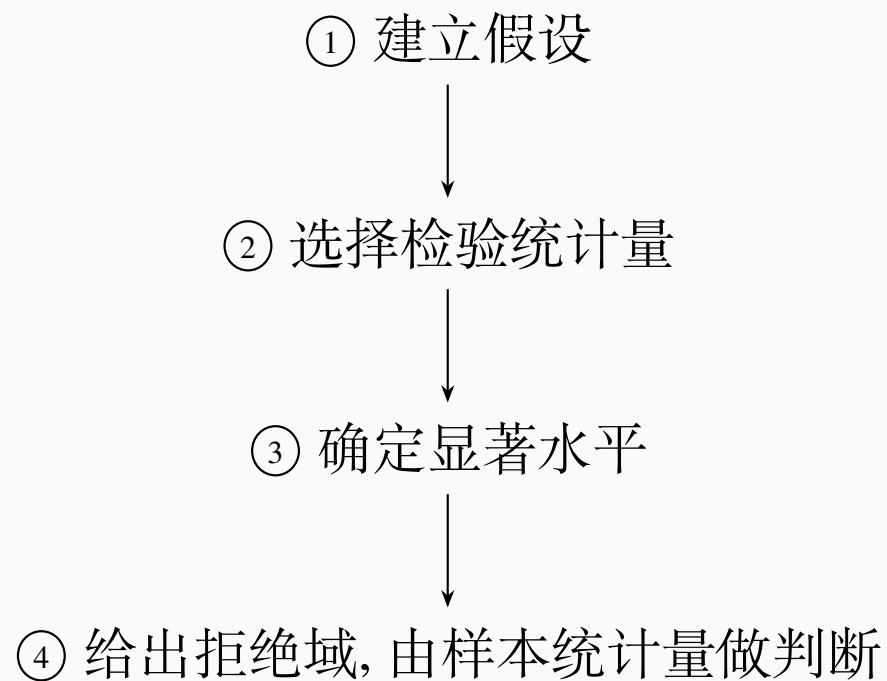 ① 建立假设
② 选择检验统计量
③ 确定显著水平
④ 给出拒绝域, 由样本统计量做判断